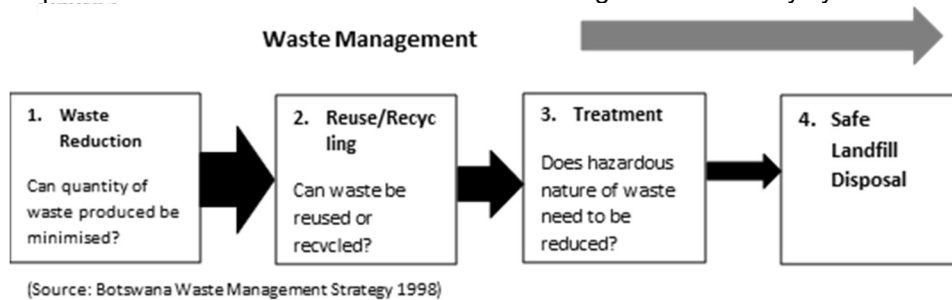 Waste Management
1. Waste
Reduction
Can quantity of
waste produced be
minimised?
2. Reuse/Recyc
ling
Can waste be
reused or
recycled?
3. Treatment
Does hazardous
nature of waste
need to be
reduced?
4. Safe
Landfill
Disposal
(Source: Botswana Waste Management Strategy 1998)